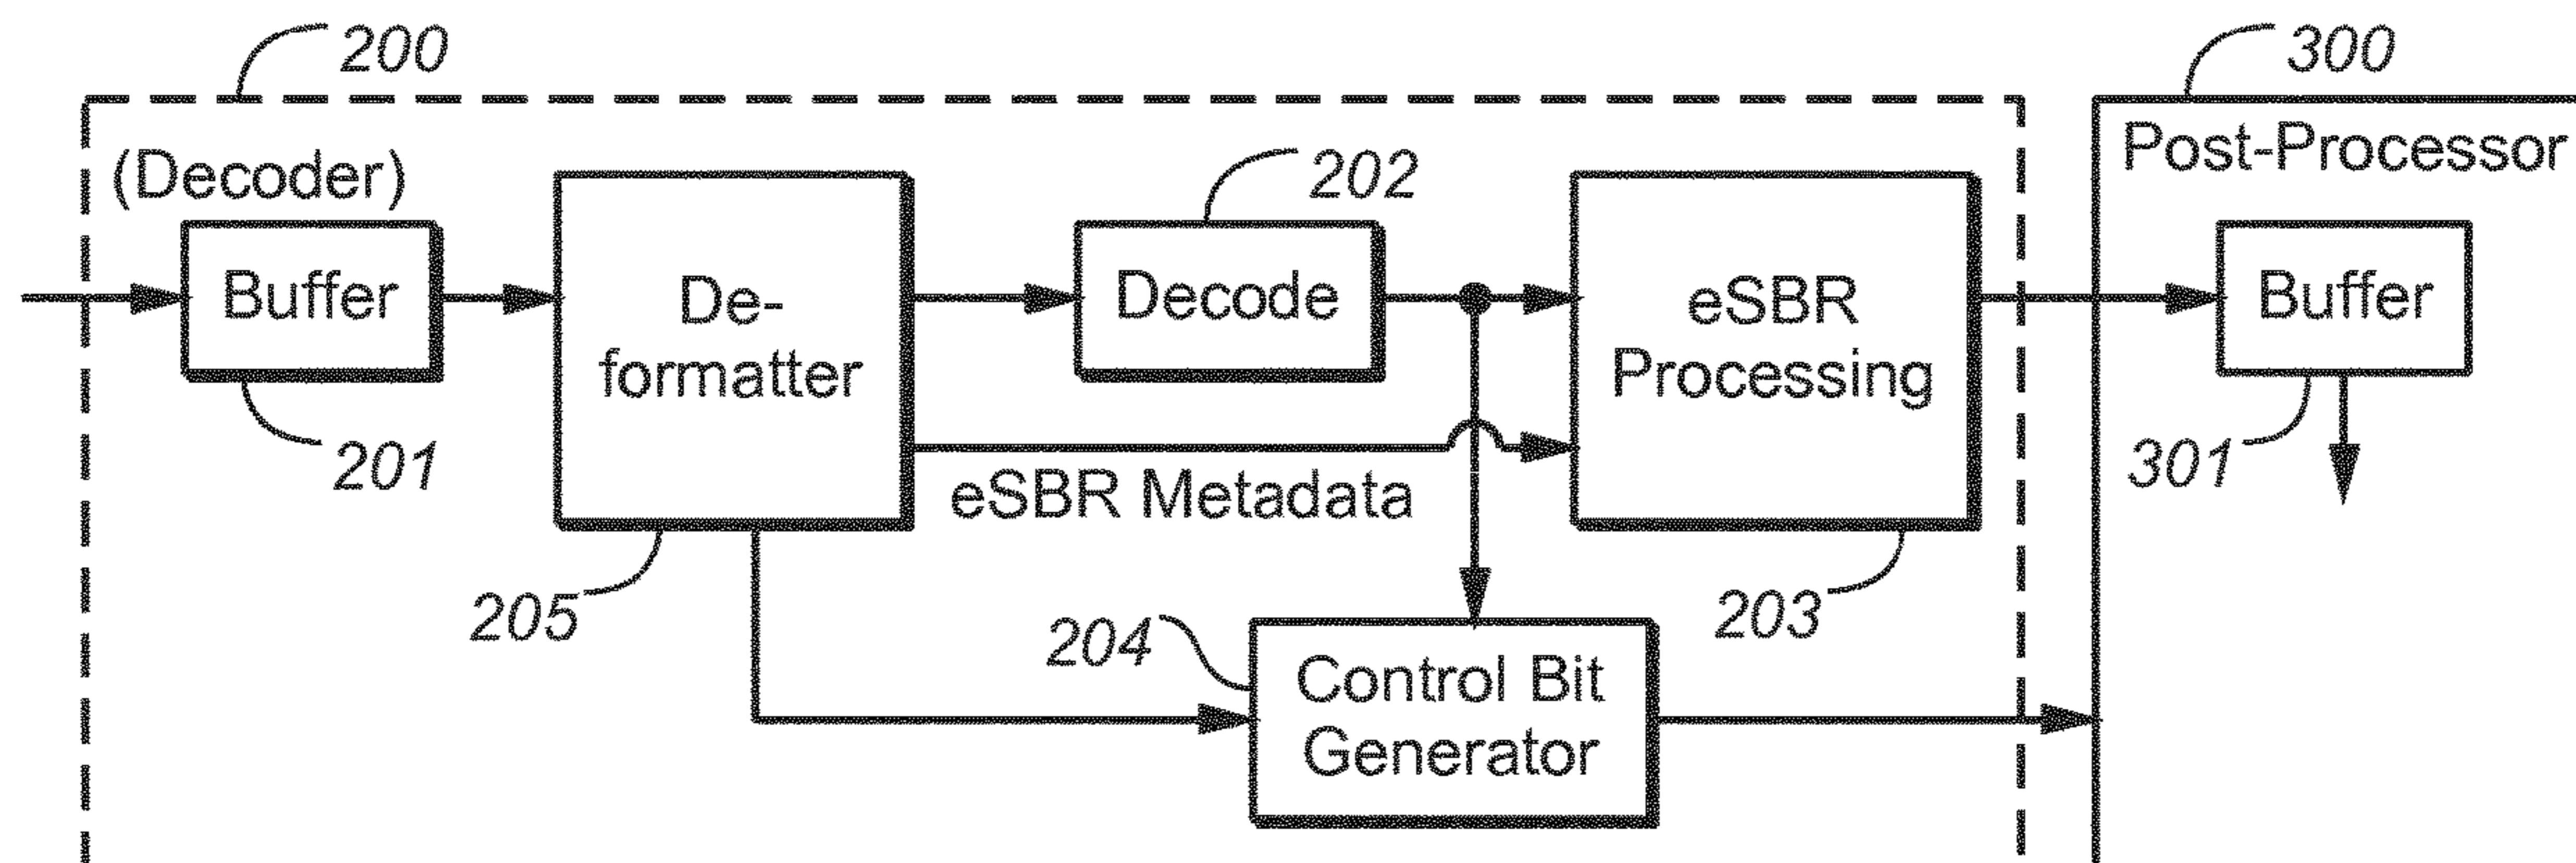 200
300
(Decoder)
Post-Processor
202
Buffer
De-
formatter
Decode
eSBR
Processing
Buffer
201
eSBR Metadata
301
205
204
203
Control Bit
Generator